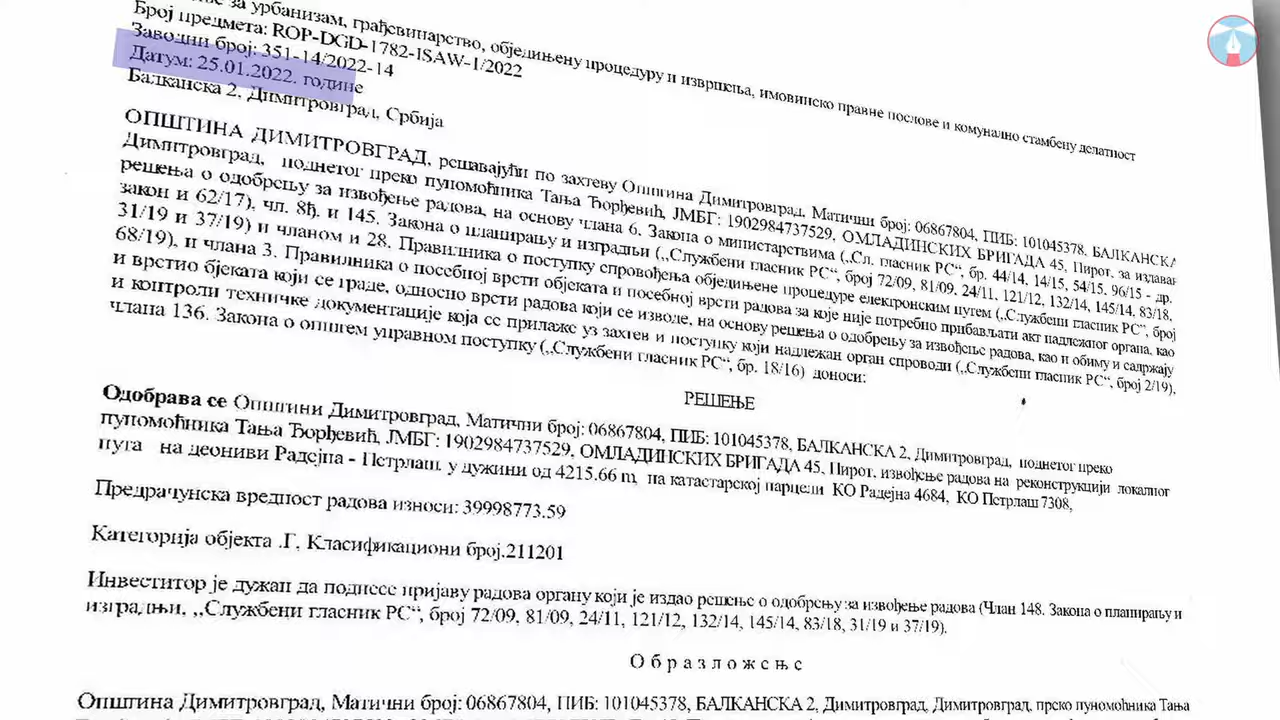 за урбанизам, грађевинарство, обједињену процедуру и извршења, имовинско правне послове и комунално стамбену делатност
Број предмета: ROP-DGD-1782-ISAW-1/2022
Заводни број: 351-14/2022-14
Датум: 25.01.2022. године
Балканска 2, Димитровград, Србија
ОПШТИНА ДИМИТРОВГРАД, решавајући по захтеву Општина Димитровград, Матични број: 06867804, ПИБ: 101045378, БАЛКАНСКА
Димитровград, поднетог преко пуномоћника Тања Ђорђевић, ЈМБГ: 1902984737529, ОМЛАДИНСКИХ БРИГАДА 45, Пирот, за издавање
решења о одобрењу за извођење радова, на основу члана 6. Закона о министарствима („Сл. гласник РС“, бр. 44/14, 14/15, 54/15, 96/15 - др.
закон и 62/17), чл. 8ђ. и 145. Закона о планирању и изградњи („Службени гласник РС“, број 72/09, 81/09, 24/11, 121/12, 132/14, 145/14, 83/18,
31/19 и 37/19) и чланом и 28. Правилника о поступку спровођења обједињене процедуре електронским путем („Службени гласник РС“, број
68/19), и члана 3. Правилника о посебној врсти објеката и посебној врсти радова за које није потребно прибављати акт надлежног органа, као
и врстио бјеката који се граде, односно врсти радова који се изводе, на основу решења о одобрењу за извођење радова, као и обиму и садржају
и контроли техничке документације која се прилаже уз захтев и поступку који надлежан орган спроводи („Службени гласник РС“, број 2/19),
члана 136. Закона о општем управном поступку („Службени гласник РС“, бр. 18/16) доноси:
РЕШЕЊЕ
Одобрава се Општини Димитровград, Матични број: 06867804, ПИБ: 101045378, БАЛКАНСКА 2, Димитровград, поднетог преко
пуномоћника Тања Ђорђевић, ЈМБГ: 1902984737529, ОМЛАДИНСКИХ БРИГАДА 45, Пирот, извођење радова на реконструкцији локалног
пута на деониви Радејна - Петрлаш, у дужини од 4215.66 m, на катастарској парцели КО Радејна 4684, КО Петрлаш 7308,
Предрачунска вредност радова износи: 39998773.59
Категорија објекта .Г, Класификациони број.211201
Инвеститор је дужан да поднесе пријаву радова органу који је издао решење о одобрењу за извођење радова (Члан 148. Закона о планирању и
изградњи, ,,Службени гласник РС“, број 72/09, 81/09, 24/11, 121/12, 132/14, 145/14, 83/18, 31/19 и 37/19).
О б р а з л о ж е њ е
Општина Димитровград, Матични број: 06867804, ПИБ: 101045378, БАЛКАНСКА 2, Димитровград, преко пуномоћника Тања